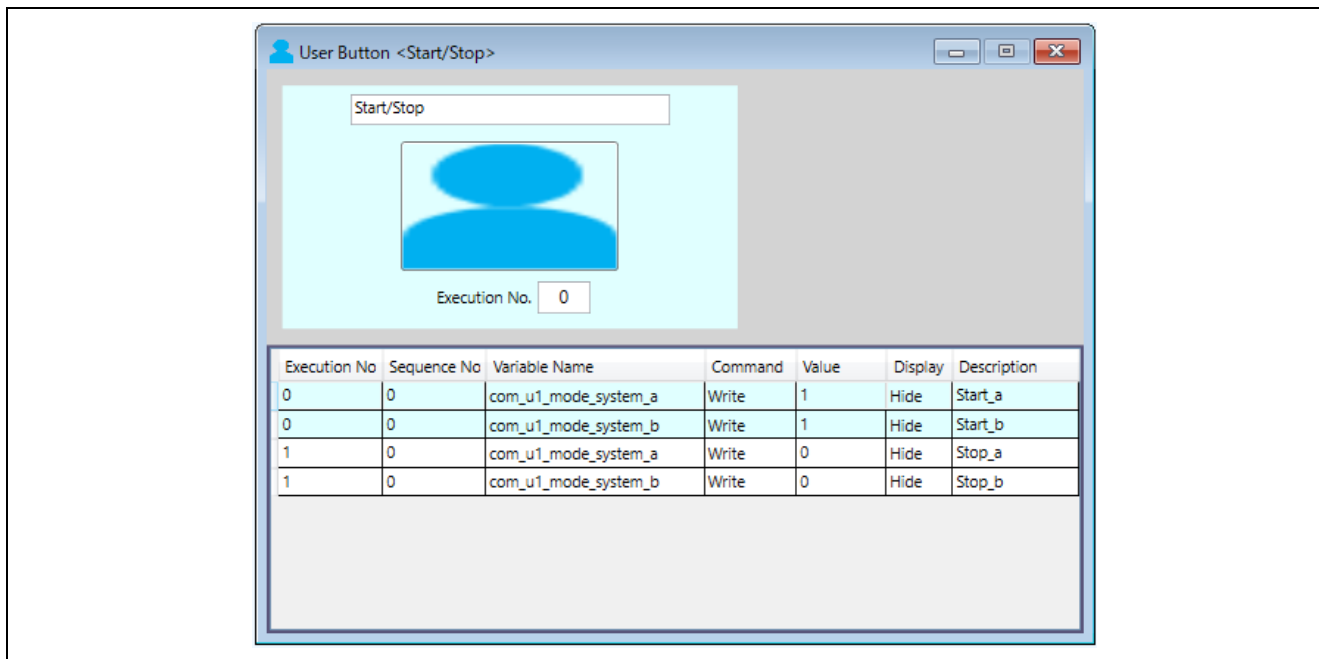 User Button <Start/Stop>
Start/Stop
Execution No. 0
Execution No Sequence No Variable Name Command Value Display Description
0 0 com_u1_mode_system_a Write 1 Hide Start_a
0 0 com_u1_mode_system_b Write 1 Hide Start_b
1 0 com_u1_mode_system_a Write 0 Hide Stop_a
1 0 com_u1_mode_system_b Write 0 Hide Stop_b